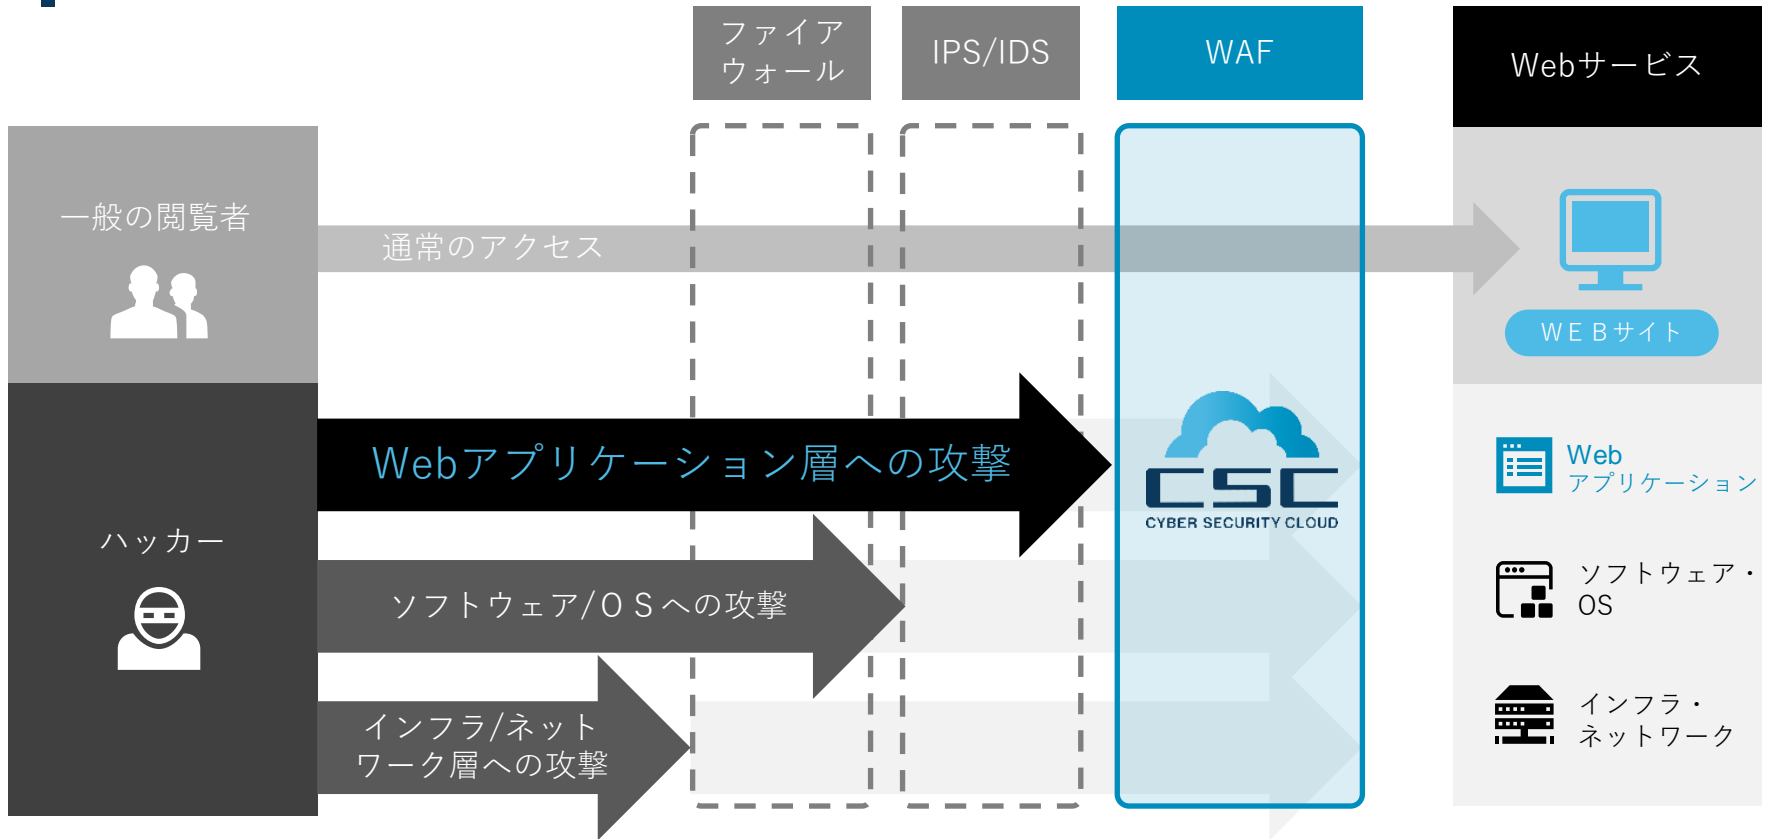 ファイア
ウォール
IPS/IDS
WAF
Webサービス
一般の閲覧者
通常のアクセス
WEBサイト
Webアプリケーション層への攻撃
CSC
CYBER SECURITY CLOUD
Web
アプリケーション
ハッカー
ソフトウェア/OSへの攻撃
ソフトウェア・
OS
インフラ/ネット
ワーク層への攻撃
インフラ・
ネットワーク